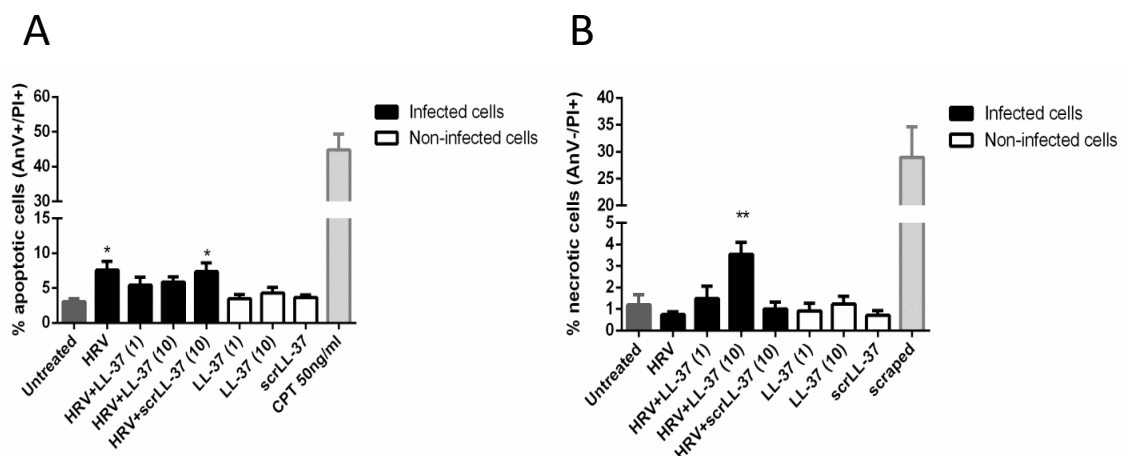 A
% apoptotic cells (AnV+/PI+)
60
50
40
30
15
10
5
0
*
*
Infected cells
Non-infected cells
Untreated
HRV
HRV+LL-37 (1)
HRV+LL-37 (10)
HRV+scrLL-37 (10)
LL-37 (1)
LL-37 (10)
scrLL-37
CPT 50ng/ml
B
% necrotic cells (AnV-/PI+)
40
35
30
25
20
5
4
3
2
1
0
**
Infected cells
Non-infected cells
Untreated
HRV
HRV+LL-37 (1)
HRV+LL-37 (10)
HRV+scrLL-37 (10)
LL-37 (1)
LL-37 (10)
scrLL-37
scraped